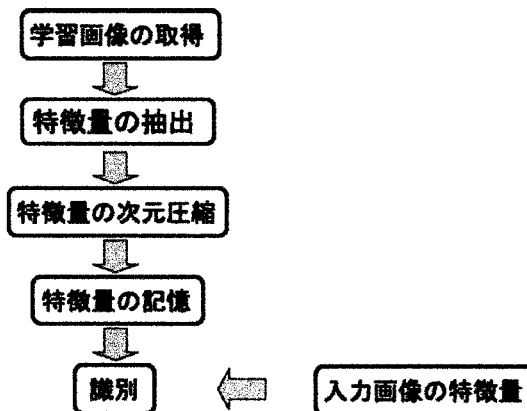 学習画像の取得
特徴量の抽出
特徴量の次元圧縮
特徴量の記憶
識別
入力画像の特徴量